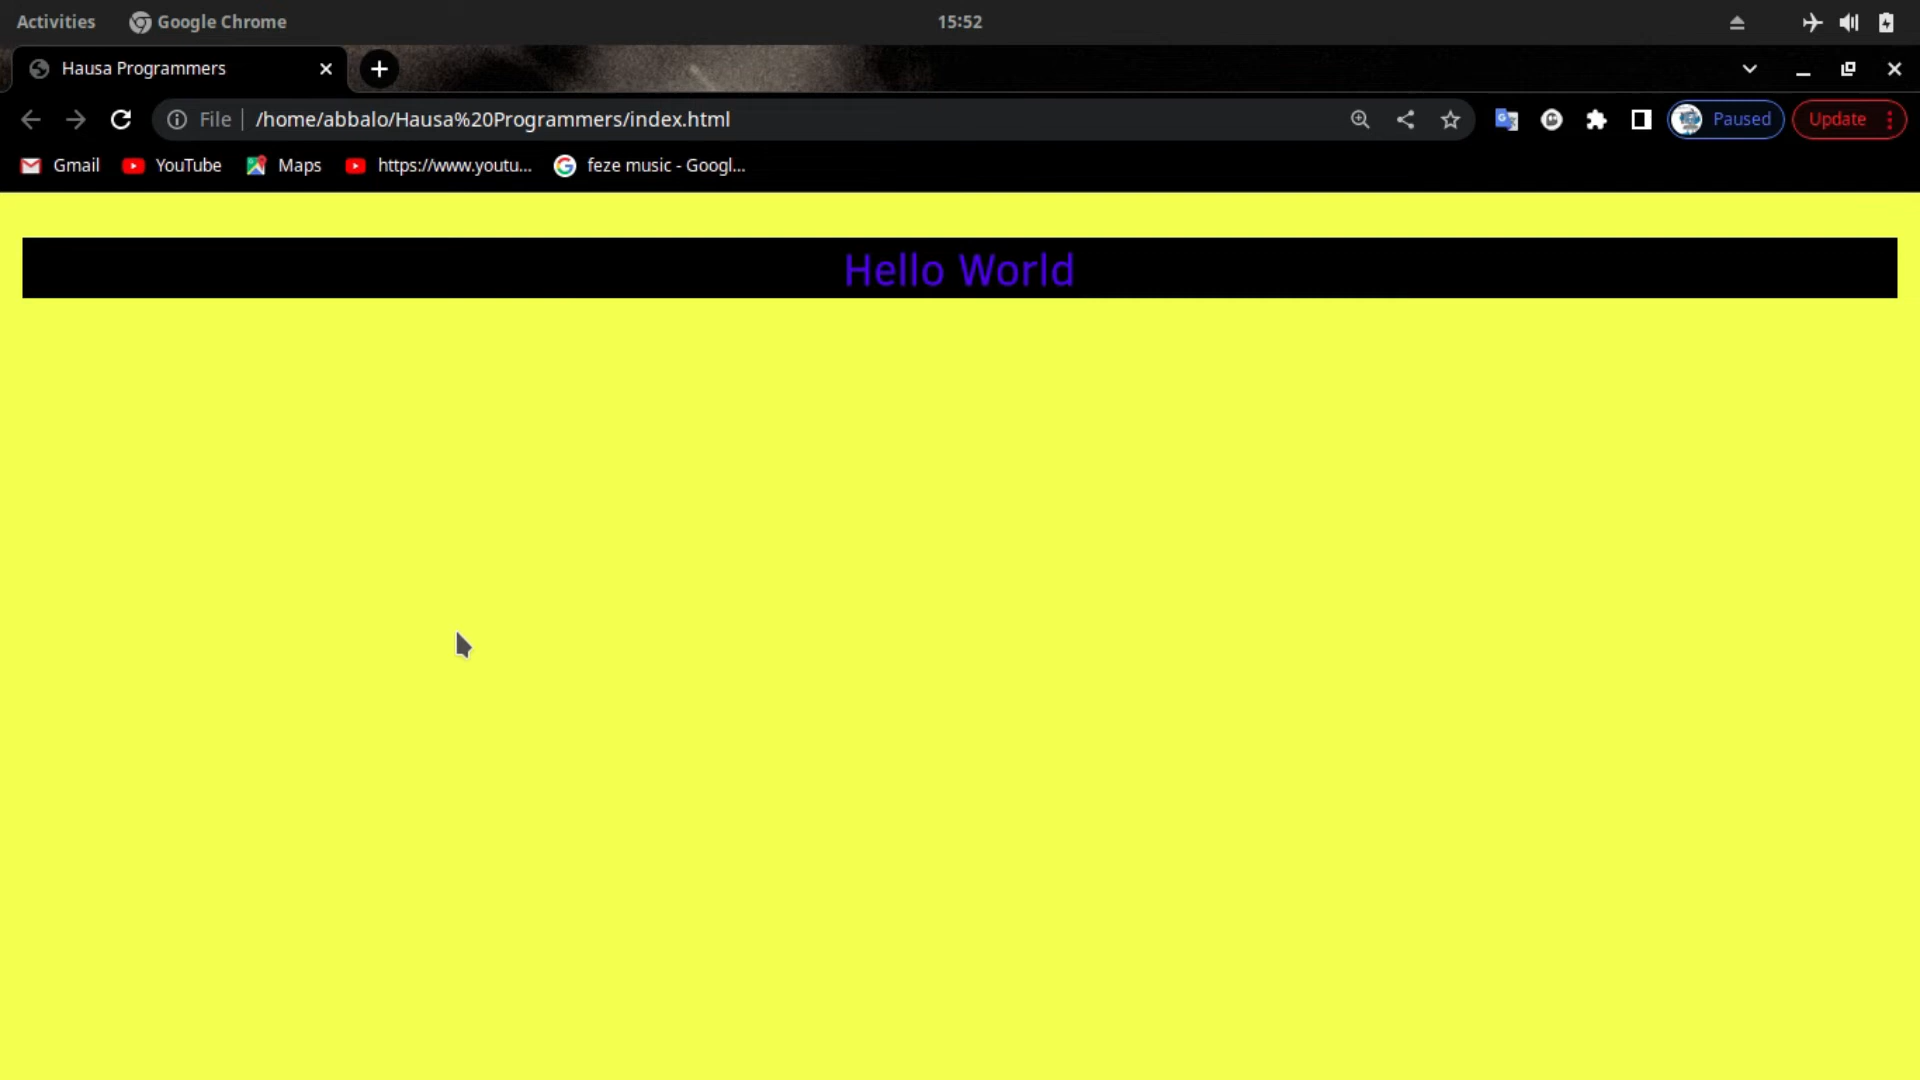 Activities Google Chrome 15:52
Hausa Programmers
File /home/abbalo/Hausa%20Programmers/index.html Paused Update
Gmail YouTube Maps https://www.youtu... feze music - Googl...
Hello World